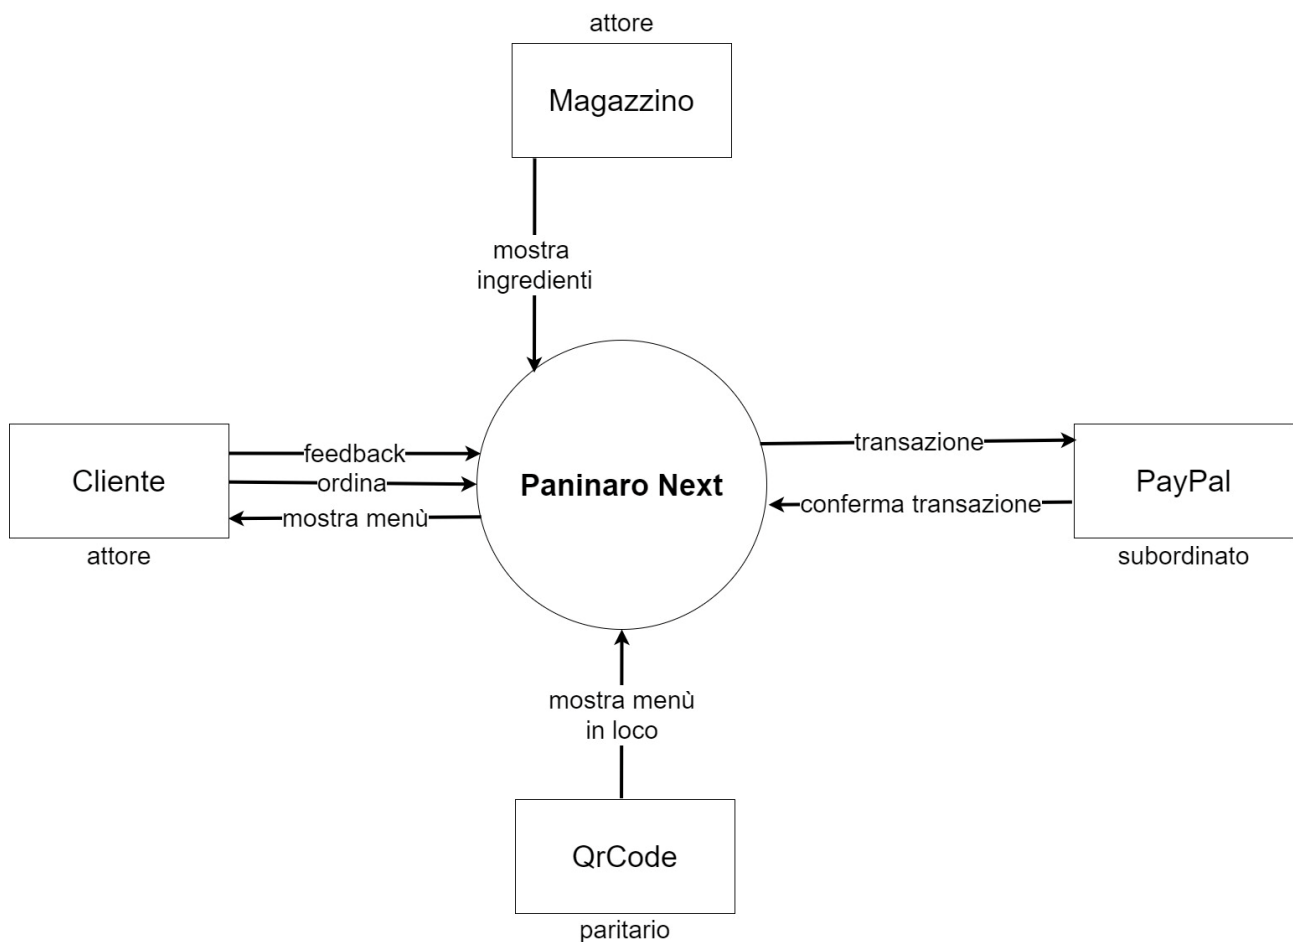 attore
Magazzino
mostra
ingredienti
Cliente
attore
feedback
ordina
mostra menù
Paninaro Next
transazione
conferma transazione
PayPal
subordinato
mostra menù
in loco
QrCode
paritario